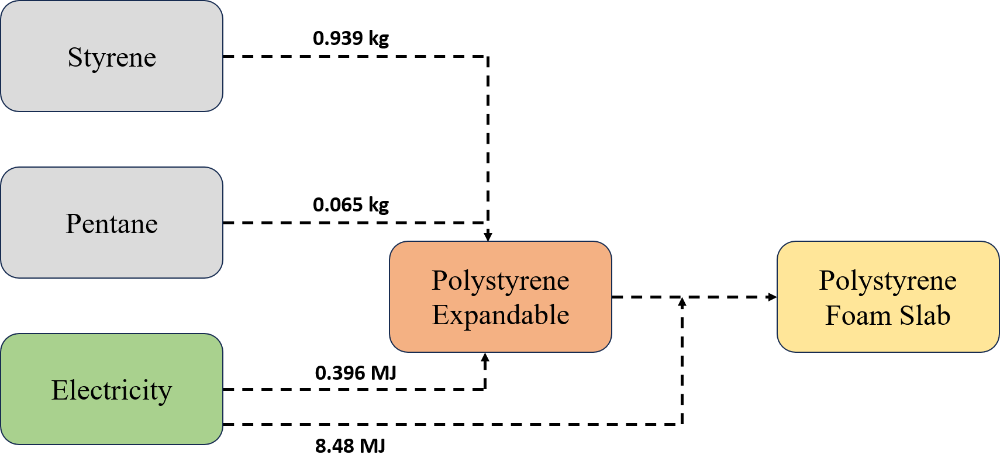 Styrene
0.939 kg
Pentane
0.065 kg
Polystyrene
Expandable
Polystyrene
Foam Slab
Electricity
0.396 MJ
8.48 MJ